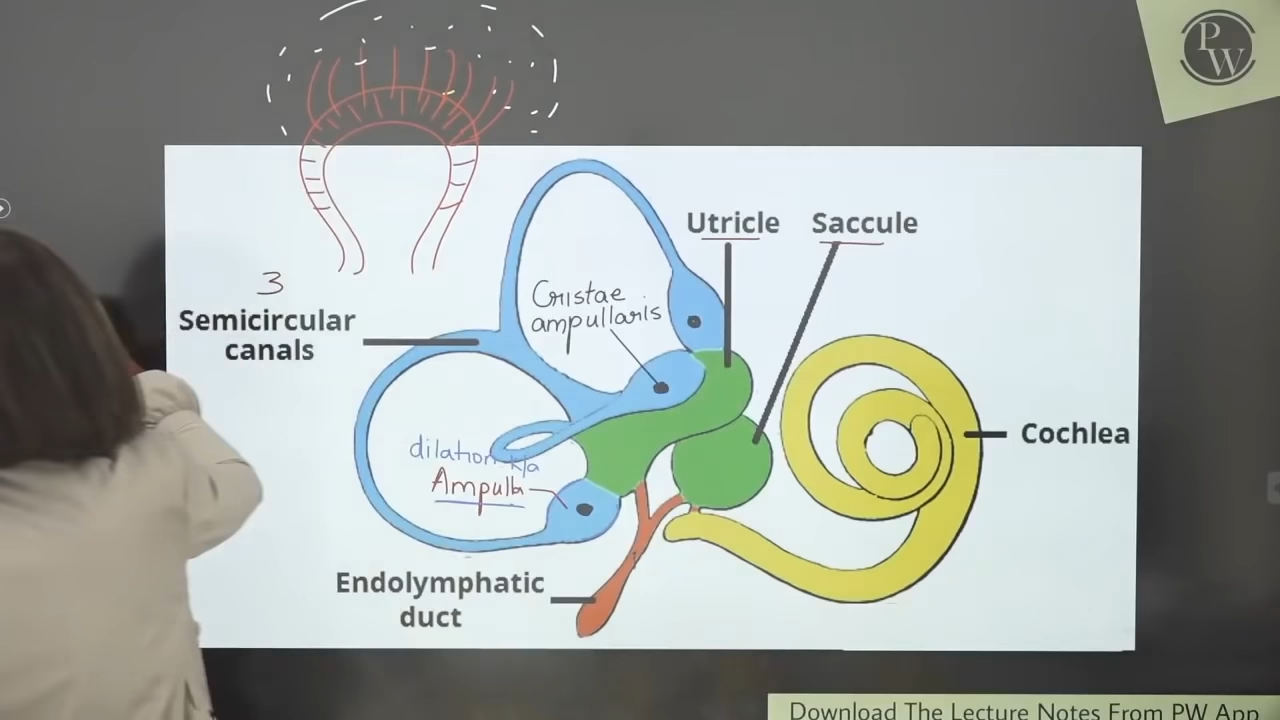 PW
Utricle Saccule
3
Semicircular
canals
Cristae
ampullaris
Cochlea
dilation k/a
Ampulla
Endolymphatic
duct
Download The Lecture Notes From PW App